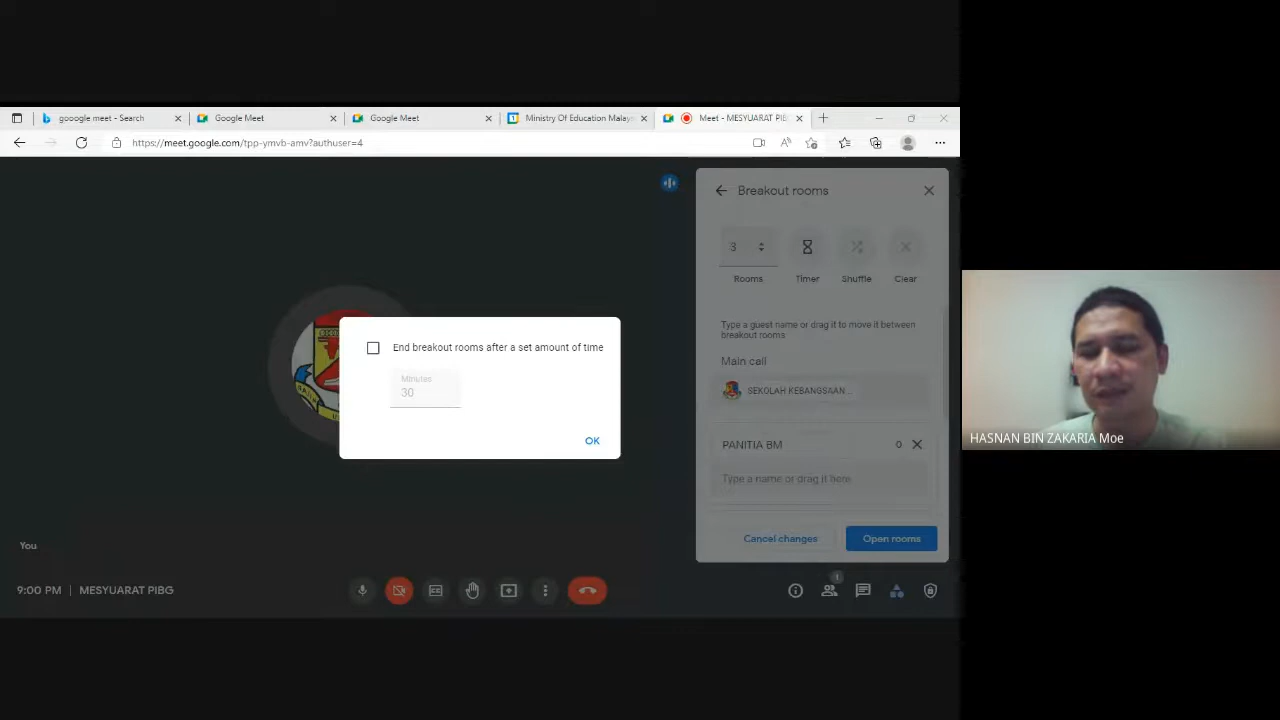 gooogle meet - Search
Google Meet
Google Meet
Ministry Of Education Malays
Meet - MESYUARAT PIB
https://meet.google.com/tpp-ymvb-amv?authuser=4
Breakout rooms
3
Rooms
Timer
Shuffle
Clear
Type a guest name or drag it to move it between
breakout rooms
Main call
SEKOLAH KEBANGSAAN...
PANITIA BM
0
Type a name or drag it here
Cancel changes
Open rooms
End breakout rooms after a set amount of time
Minutes
30
OK
You
9:00 PM | MESYUARAT PIBG
1
HASNAN BIN ZAKARIA Moe